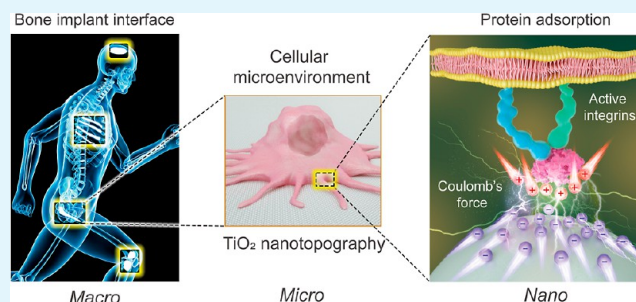 Bone implant interface
Cellular
microenvironment
TiO₂ nanotopography
Protein adsorption
Active
integrins
Coulomb's
force
Macro
Micro
Nano